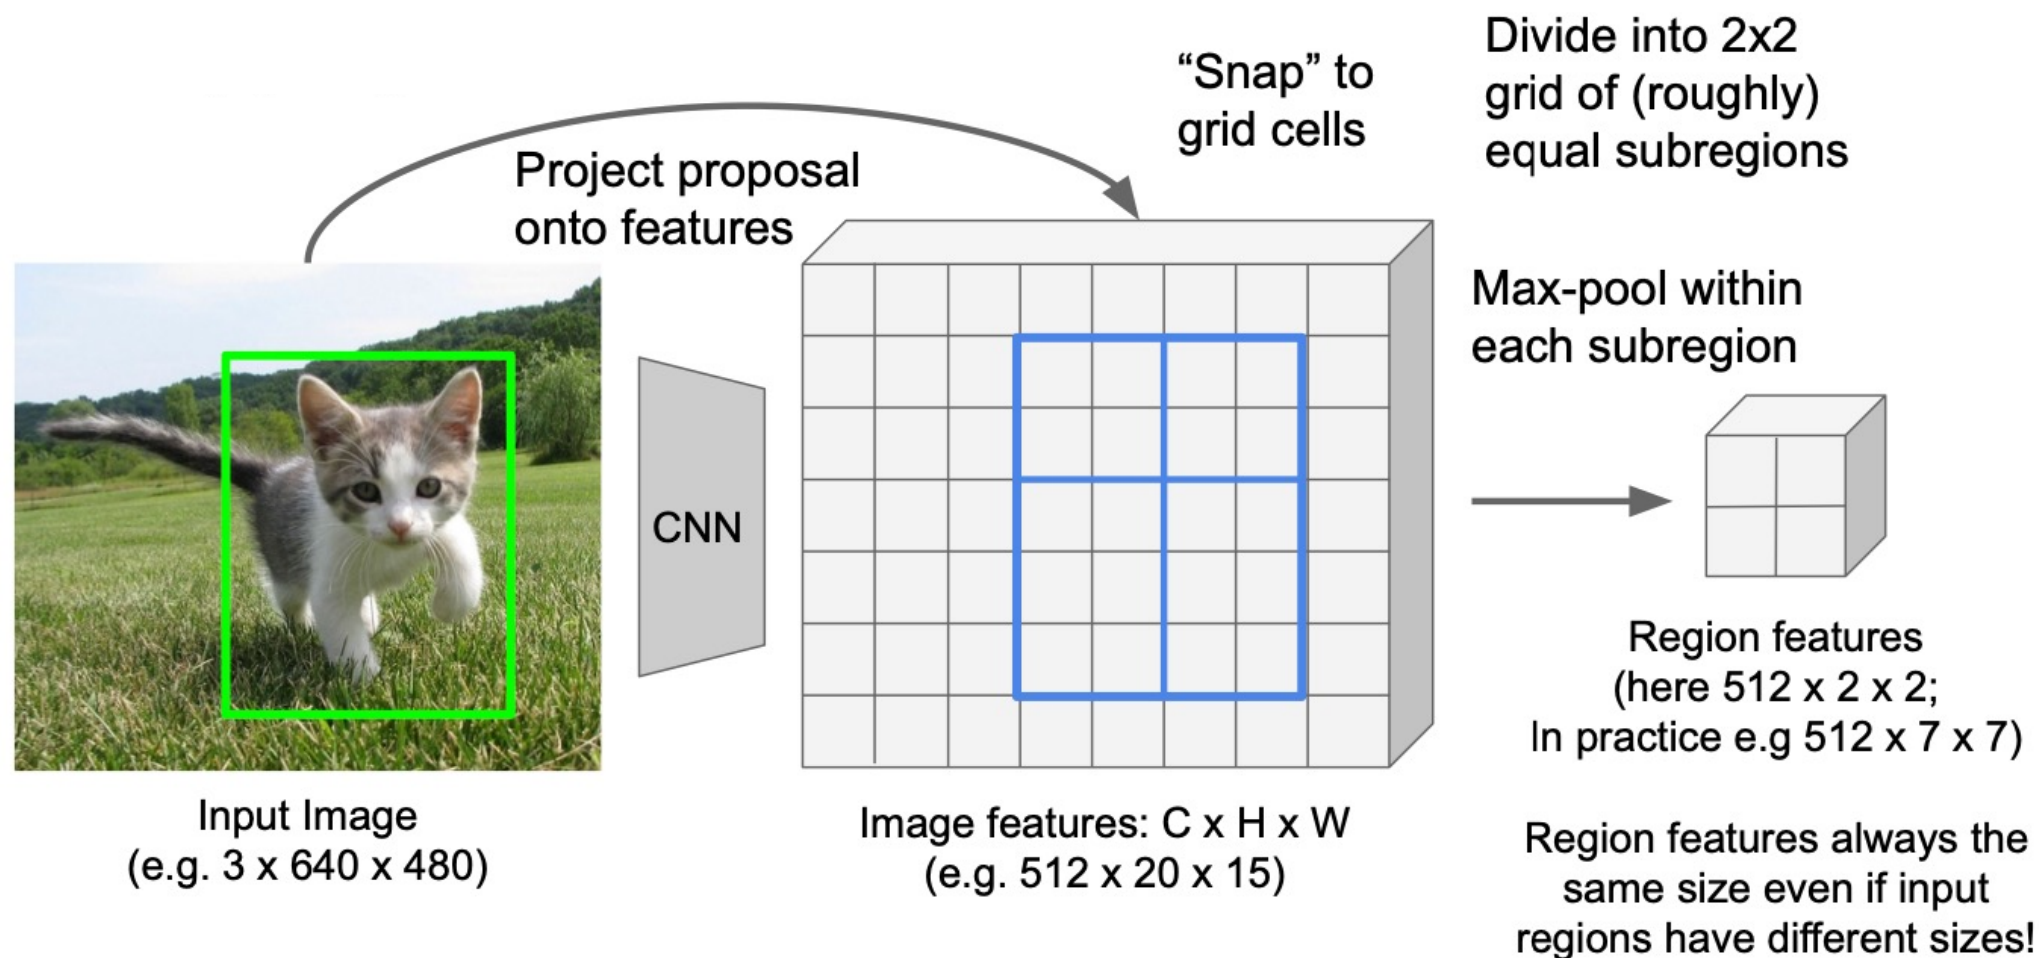 “Snap” to
grid cells
Divide into 2x2
grid of (roughly)
equal subregions
Project proposal
onto features
Max-pool within
each subregion
CNN
Region features
(here 512 x 2 x 2;
In practice e.g 512 x 7 x 7)
Input Image
(e.g. 3 x 640 x 480)
Image features: C x H x W
(e.g. 512 x 20 x 15)
Region features always the
same size even if input
regions have different sizes!